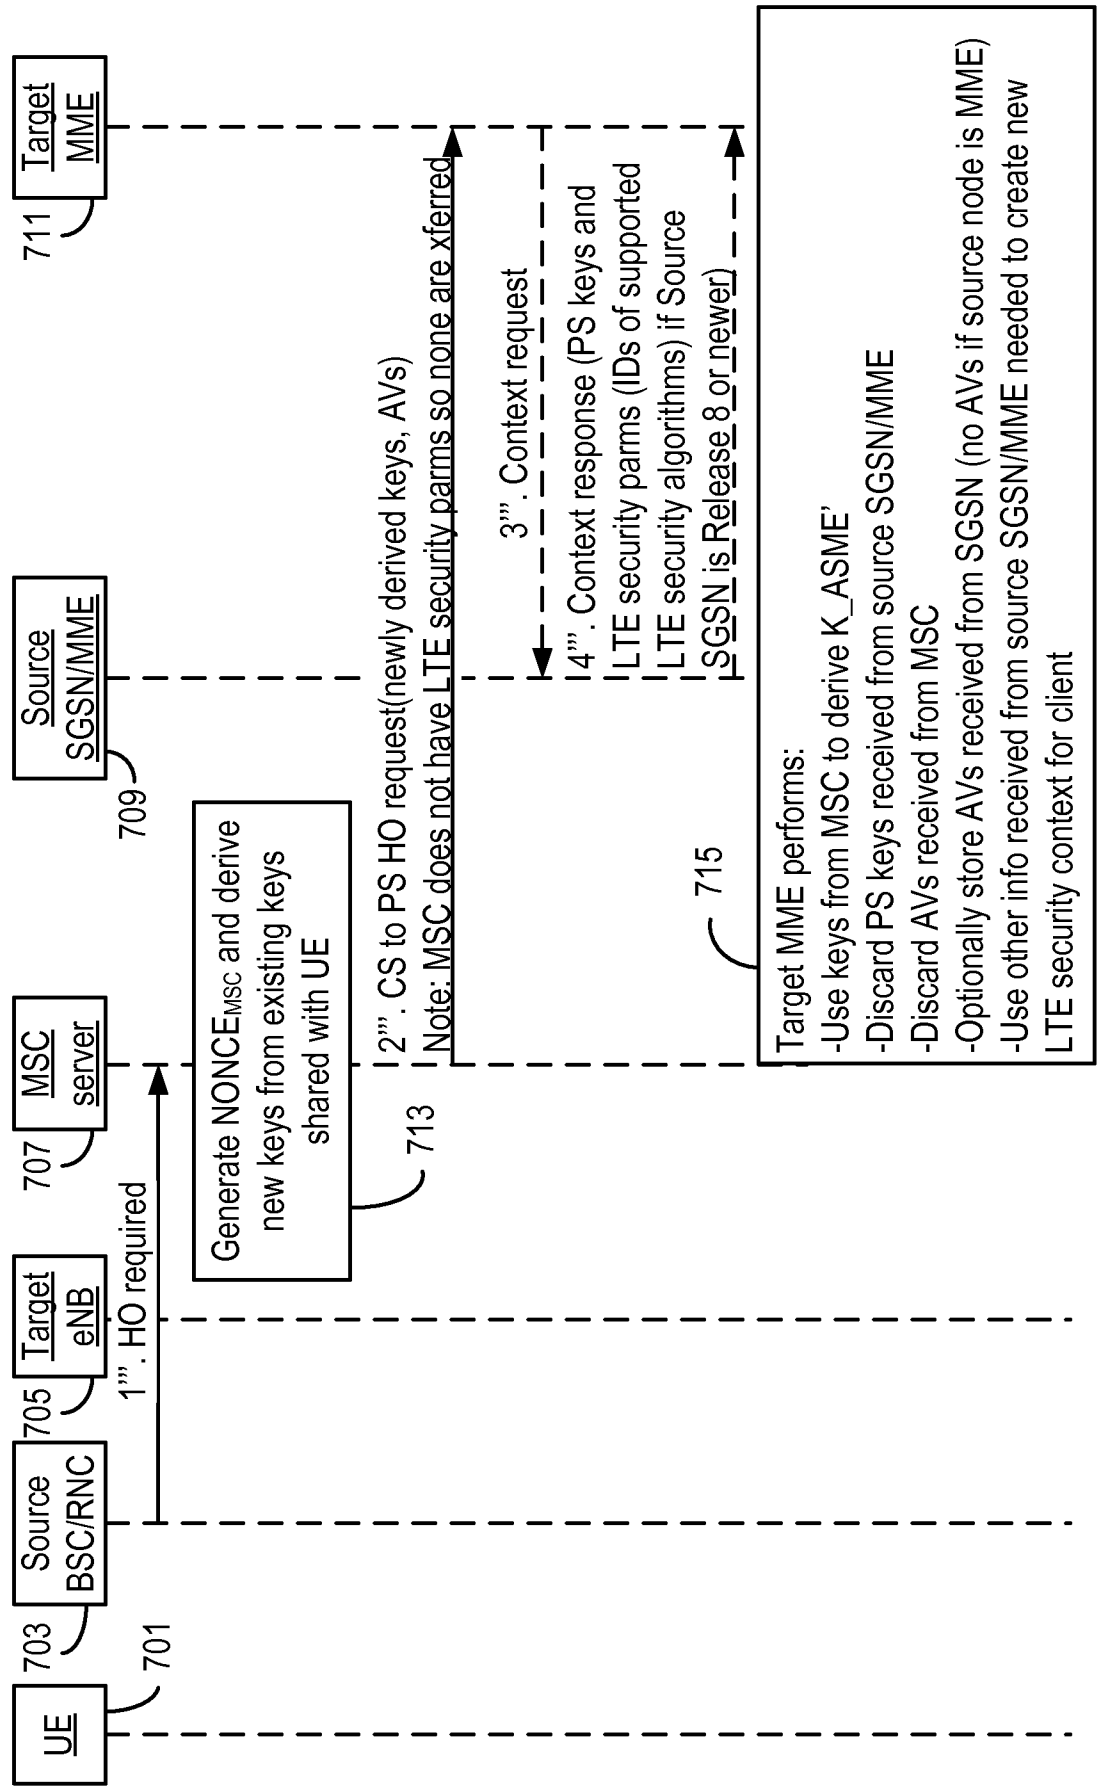 UE
701
Source
BSC/RNC
703
Target
eNB
705
MSC
server
707
Source
SGSN/MME
709
Target
MME
711
1’’’. HO required
Generate NONCEMSC and derive
new keys from existing keys
shared with UE
713
2’’’. CS to PS HO request(newly derived keys, AVs)
Note: MSC does not have LTE security parms so none are xferred
3’’’. Context request
4’’’. Context response (PS keys and
LTE security parms (IDs of supported
LTE security algorithms) if Source
SGSN is Release 8 or newer)
715
Target MME performs:
-Use keys from MSC to derive K_ASME’
-Discard PS keys received from source SGSN/MME
-Discard AVs received from MSC
-Optionally store AVs received from SGSN (no AVs if source node is MME)
-Use other info received from source SGSN/MME needed to create new
LTE security context for client